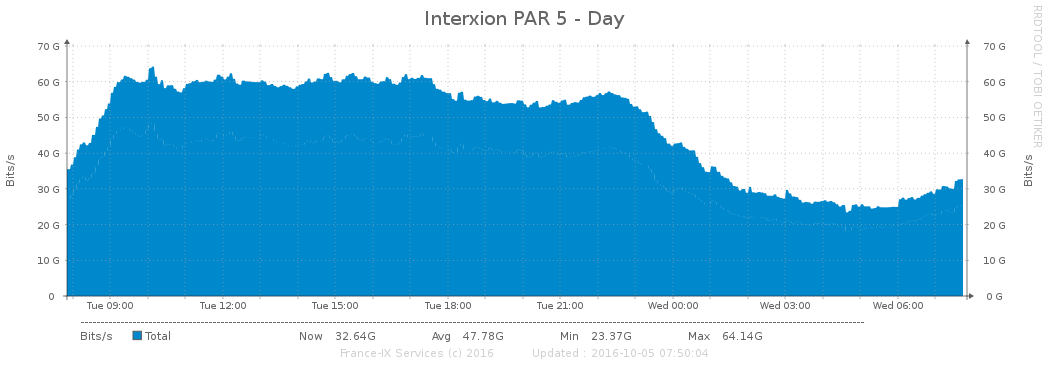 Interxion PAR 5 - Day
RRDTOOL / TOBI OETIKER
70 G 70 G
60 G 60 G
50 G 50 G
40 G 40 G
30 G 30 G
20 G 20 G
10 G 10 G
0 0 G
Bits/s
Bits/s
Tue 09:00 Tue 12:00 Tue 15:00 Tue 18:00 Tue 21:00 Wed 00:00 Wed 03:00 Wed 06:00
Bits/s Total Now 32.64G Avg 47.78G Min 23.37G Max 64.14G
France-IX Services (c) 2016 Updated : 2016-10-05 07:50:04